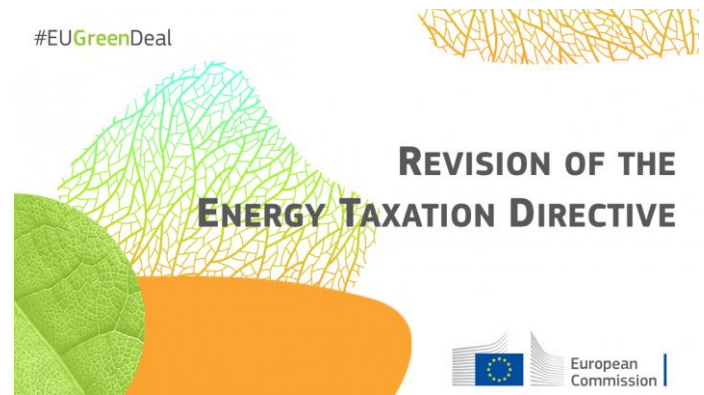 #EUGreenDeal
REVISION OF THE
ENERGY TAXATION DIRECTIVE
European
Commission